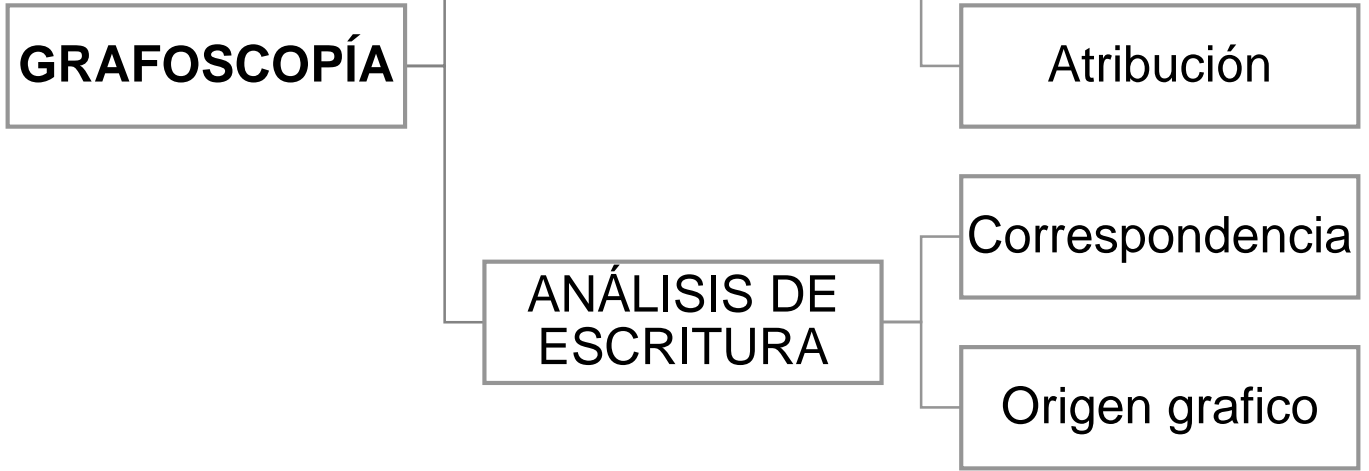 GRAFOSCOPÍA
Atribución
Correspondencia
ANÁLISIS DE
ESCRITURA
Origen grafico